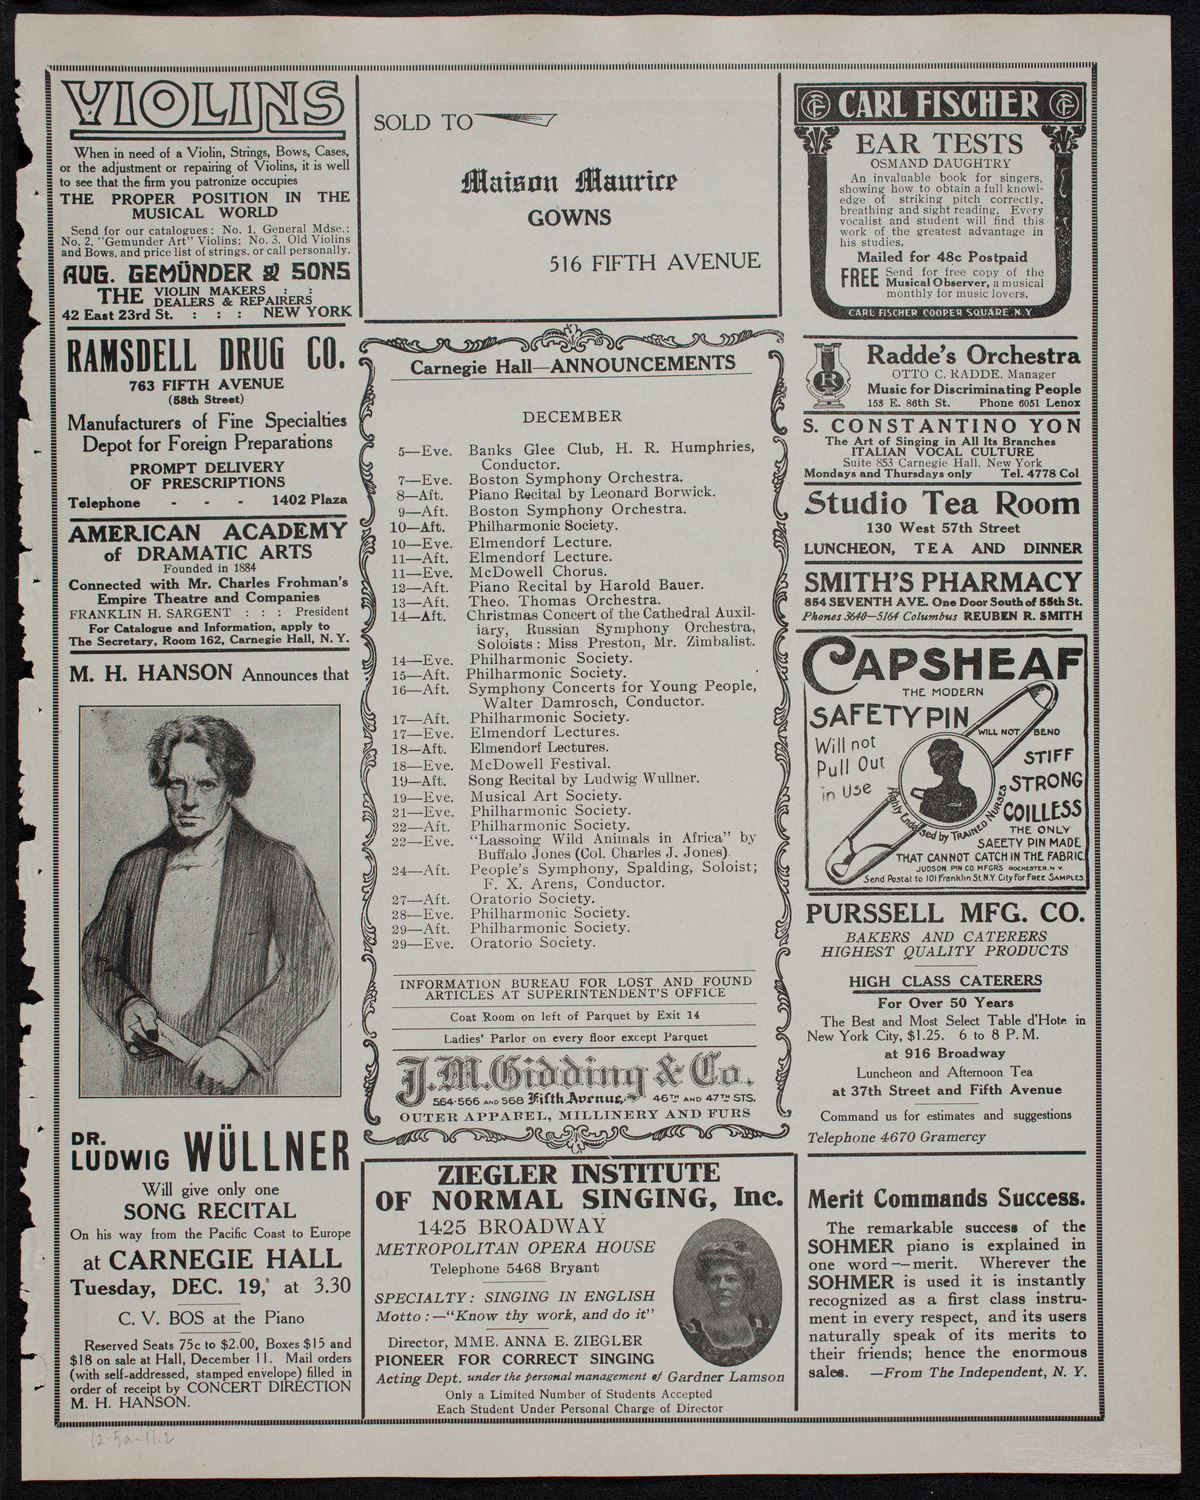 VIOLINS
When in need of a Violin, Strings, Bows, Cases,
or the adjustment or repairing of Violins, it is well
to see that the firm you patronize occupies
THE PROPER POSITION IN THE
MUSICAL WORLD
Send for our catalogues: No. 1, General Mdse.;
No. 2, "Gemunder Art" Violins; No. 3, Old Violins
and Bows, and price list of strings, or call personally.
AUG. GEMÜNDER & SONS
THE VIOLIN MAKERS : :
DEALERS & REPAIRERS
42 East 23rd St. : : : NEW YORK
RAMSDELL DRUG CO.
763 FIFTH AVENUE
(58th Street)
Manufacturers of Fine Specialties
Depot for Foreign Preparations
PROMPT DELIVERY
OF PRESCRIPTIONS
Telephone - - - 1402 Plaza
AMERICAN ACADEMY
of DRAMATIC ARTS
Founded in 1884
Connected with Mr. Charles Frohman's
Empire Theatre and Companies
FRANKLIN H. SARGENT : : : President
For Catalogue and Information, apply to
The Secretary, Room 162, Carnegie Hall, N. Y.
M. H. HANSON Announces that
DR.
LUDWIG WÜLLNER
Will give only one
SONG RECITAL
On his way from the Pacific Coast to Europe
at CARNEGIE HALL
Tuesday, DEC. 19, at 3.30
C. V. BOS at the Piano
Reserved Seats 75c to $2.00, Boxes $15 and
$18 on sale at Hall, December 11. Mail orders
(with self-addressed, stamped envelope) filled in
order of receipt by CONCERT DIRECTION
M. H. HANSON.
SOLD TO
Maison Maurice
GOWNS
516 FIFTH AVENUE
Carnegie Hall—ANNOUNCEMENTS
DECEMBER
5—Eve. Banks Glee Club, H. R. Humphries,
Conductor.
7—Eve. Boston Symphony Orchestra.
8—Aft. Piano Recital by Leonard Borwick.
9—Aft. Boston Symphony Orchestra.
10—Aft. Philharmonic Society.
10—Eve. Elmendorf Lecture.
11—Aft. Elmendorf Lecture.
11—Eve. McDowell Chorus.
12—Aft. Piano Recital by Harold Bauer.
13—Aft. Theo. Thomas Orchestra.
14—Aft. Christmas Concert of the Cathedral Auxil-
iary, Russian Symphony Orchestra,
Soloists: Miss Preston, Mr. Zimbalist.
14—Eve. Philharmonic Society.
15—Aft. Philharmonic Society.
16—Aft. Symphony Concerts for Young People,
Walter Damrosch, Conductor.
17—Aft. Philharmonic Society.
17—Eve. Elmendorf Lectures.
18—Aft. Elmendorf Lectures.
18—Eve. McDowell Festival.
19—Aft. Song Recital by Ludwig Wullner.
19—Eve. Musical Art Society.
21—Eve. Philharmonic Society.
22—Aft. Philharmonic Society.
22—Eve. "Lassoing Wild Animals in Africa" by
Buffalo Jones (Col. Charles J. Jones).
24—Aft. People's Symphony, Spalding, Soloist;
F. X. Arens, Conductor.
27—Aft. Oratorio Society.
28—Eve. Philharmonic Society.
29—Aft. Philharmonic Society.
29—Eve. Oratorio Society.
INFORMATION BUREAU FOR LOST AND FOUND
ARTICLES AT SUPERINTENDENT'S OFFICE
Coat Room on left of Parquet by Exit 14
Ladies' Parlor on every floor except Parquet
J.M. Gidding & Co.
564-566 AND 568 Fifth Avenue, 46TH AND 47TH STS.
OUTER APPAREL, MILLINERY AND FURS
ZIEGLER INSTITUTE
OF NORMAL SINGING, Inc.
1425 BROADWAY
METROPOLITAN OPERA HOUSE
Telephone 5468 Bryant
SPECIALTY: SINGING IN ENGLISH
Motto:—"Know thy work, and do it"
Director, MME. ANNA E. ZIEGLER
PIONEER FOR CORRECT SINGING
Acting Dept. under the personal management of Gardner Lamson
Only a Limited Number of Students Accepted
Each Student Under Personal Charge of Director
CF CARL FISCHER CF
EAR TESTS
OSMAND DAUGHTRY
An invaluable book for singers,
showing how to obtain a full knowl-
edge of striking pitch correctly,
breathing and sight reading. Every
vocalist and student will find this
work of the greatest advantage in
his studies.
Mailed for 48c Postpaid
FREE Send for free copy of the
Musical Observer, a musical
monthly for music lovers.
CARL FISCHER COOPER SQUARE N.Y
R
Radde's Orchestra
OTTO C. RADDE, Manager
Music for Discriminating People
153 E. 86th St. Phone 6051 Lenox
S. CONSTANTINO YON
The Art of Singing in All Its Branches
ITALIAN VOCAL CULTURE
Suite 853 Carnegie Hall, New York
Mondays and Thursdays only Tel. 4778 Col
Studio Tea Room
130 West 57th Street
LUNCHEON, TEA AND DINNER
SMITH'S PHARMACY
854 SEVENTH AVE. One Door South of 55th St.
Phones 3640—5164 Columbus REUBEN R. SMITH
CAPSHEAF
THE MODERN
SAFETY PIN
WILL NOT BEND
Will not
Pull Out
in Use
STIFF
STRONG
COILLESS
Highly Endorsed by TRAINED NURSES
THE ONLY
SAFETY PIN MADE
THAT CANNOT CATCH IN THE FABRIC.
JUDSON PIN CO. MFGRS ROCHESTER, N.Y.
Send Postal to 101 Franklin St. N.Y. City For FREE SAMPLES.
PURSSELL MFG. CO.
BAKERS AND CATERERS
HIGHEST QUALITY PRODUCTS
HIGH CLASS CATERERS
For Over 50 Years
The Best and Most Select Table d'Hote in
New York City, $1.25. 6 to 8 P. M.
at 916 Broadway
Luncheon and Afternoon Tea
at 37th Street and Fifth Avenue
Command us for estimates and suggestions
Telephone 4670 Gramercy
Merit Commands Success.
The remarkable success of the
SOHMER piano is explained in
one word—merit. Wherever the
SOHMER is used it is instantly
recognized as a first class instru-
ment in every respect, and its users
naturally speak of its merits to
their friends; hence the enormous
sales. —From The Independent, N. Y.